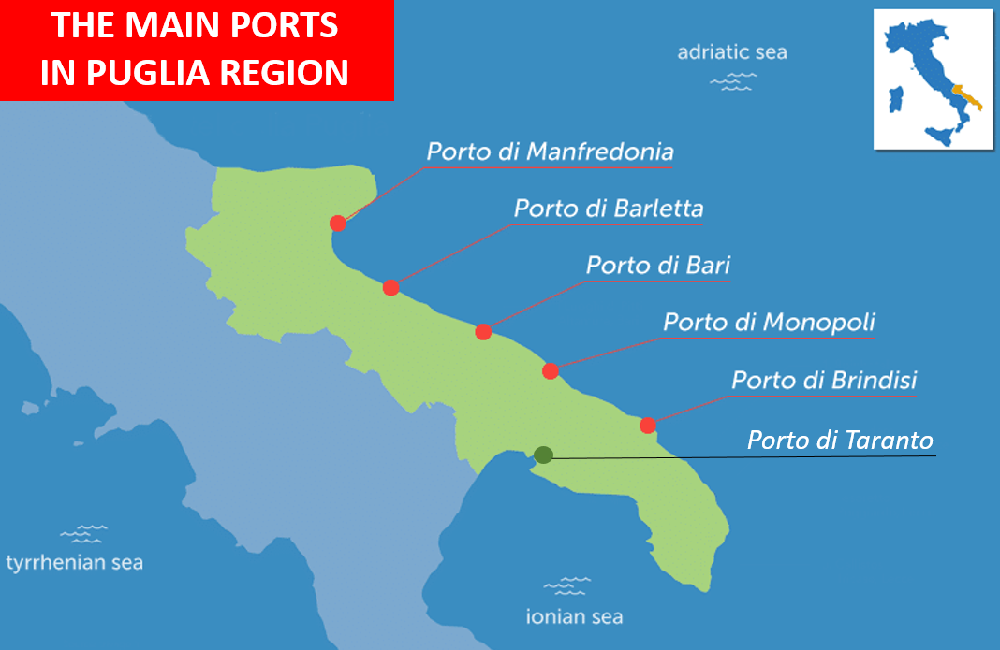 THE MAIN PORTS
IN PUGLIA REGION
adriatic sea
Porto di Manfredonia
Porto di Barletta
Porto di Bari
Porto di Monopoli
Porto di Brindisi
Porto di Taranto
tyrrhenian sea
ionian sea